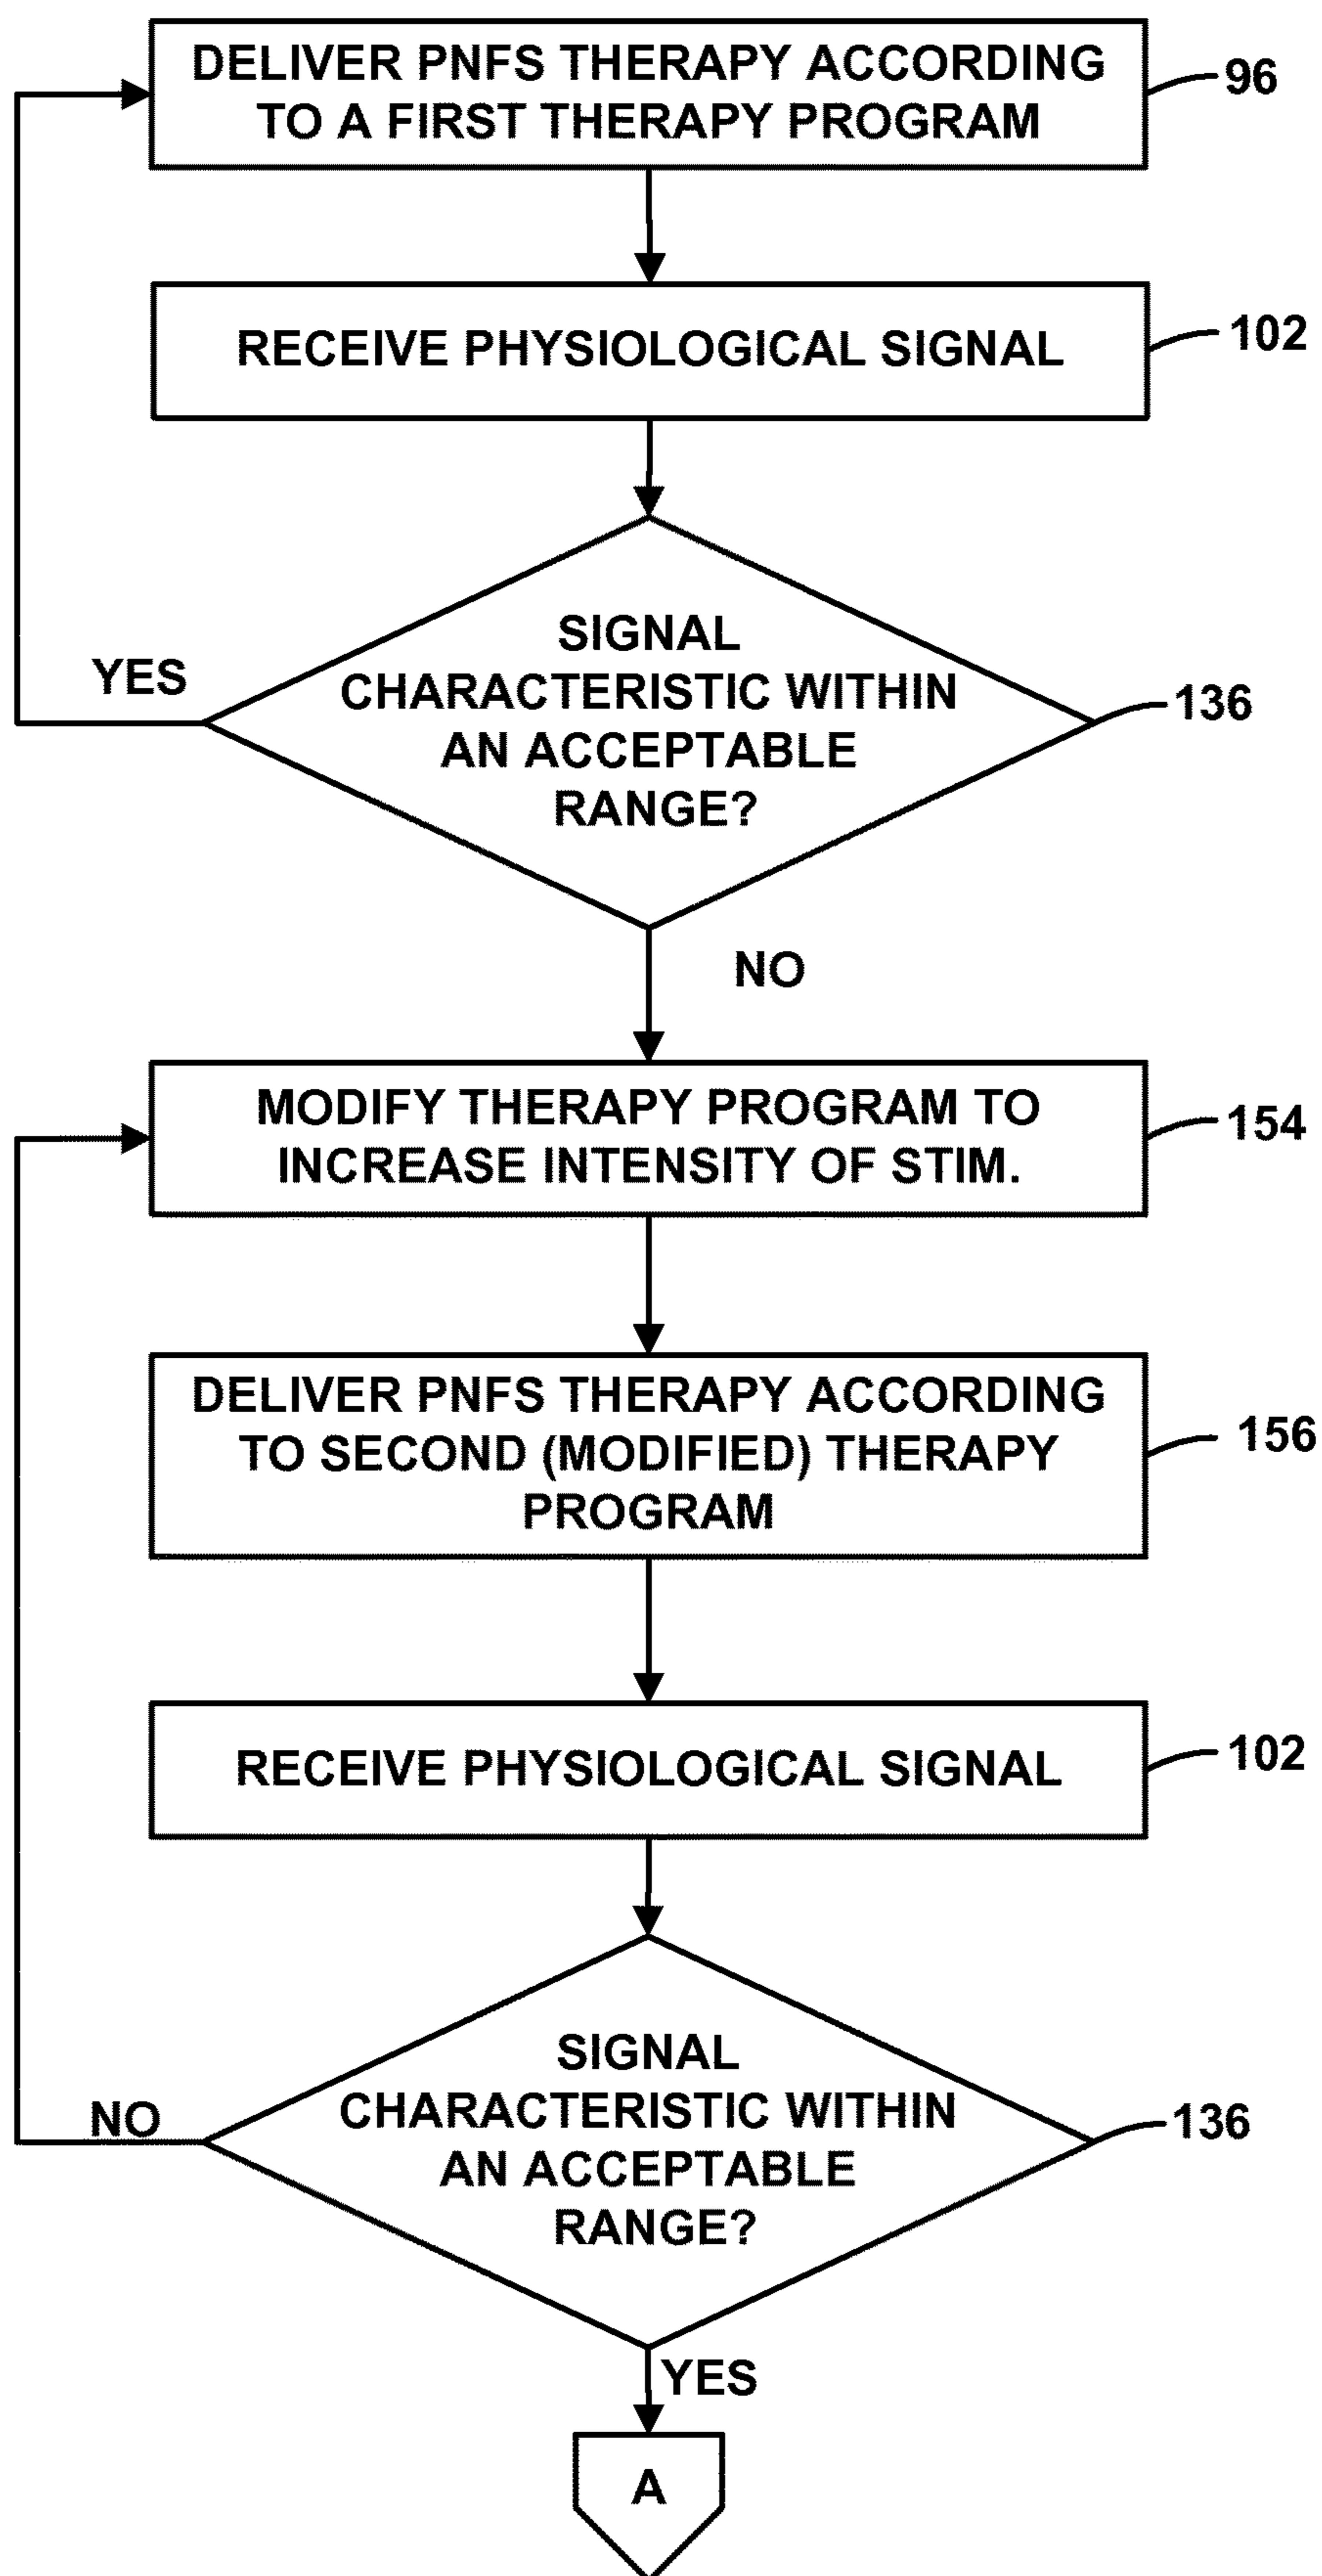 DELIVER PNFS THERAPY ACCORDING
TO A FIRST THERAPY PROGRAM
96
RECEIVE PHYSIOLOGICAL SIGNAL
102
SIGNAL
CHARACTERISTIC WITHIN
AN ACCEPTABLE
RANGE?
YES
136
NO
MODIFY THERAPY PROGRAM TO
INCREASE INTENSITY OF STIM.
154
DELIVER PNFS THERAPY ACCORDING
TO SECOND (MODIFIED) THERAPY
PROGRAM
156
RECEIVE PHYSIOLOGICAL SIGNAL
102
SIGNAL
CHARACTERISTIC WITHIN
AN ACCEPTABLE
RANGE?
NO
136
YES
A